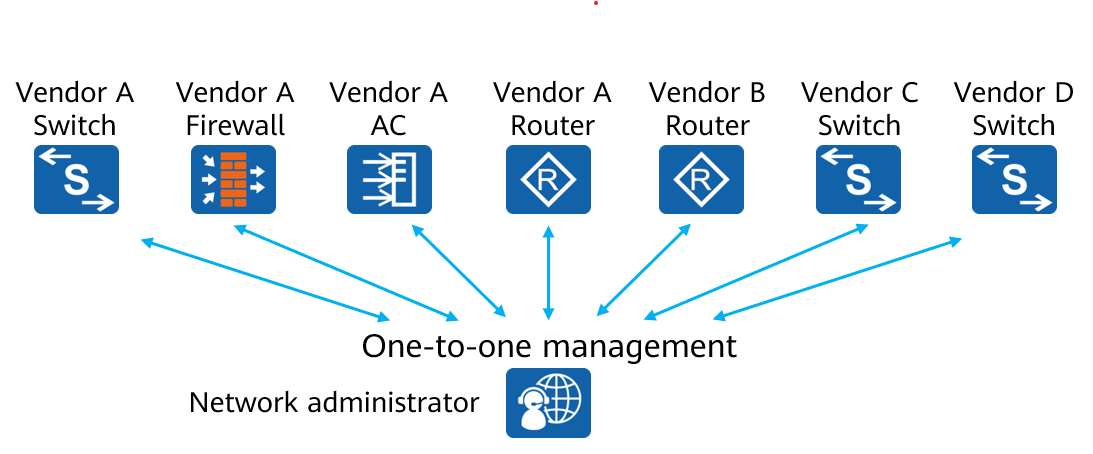 Vendor A
Switch
Vendor A
Firewall
Vendor A
AC
Vendor A
Router
Vendor B
Router
Vendor C
Switch
Vendor D
Switch
S
R
R
S
S
One-to-one management
Network administrator